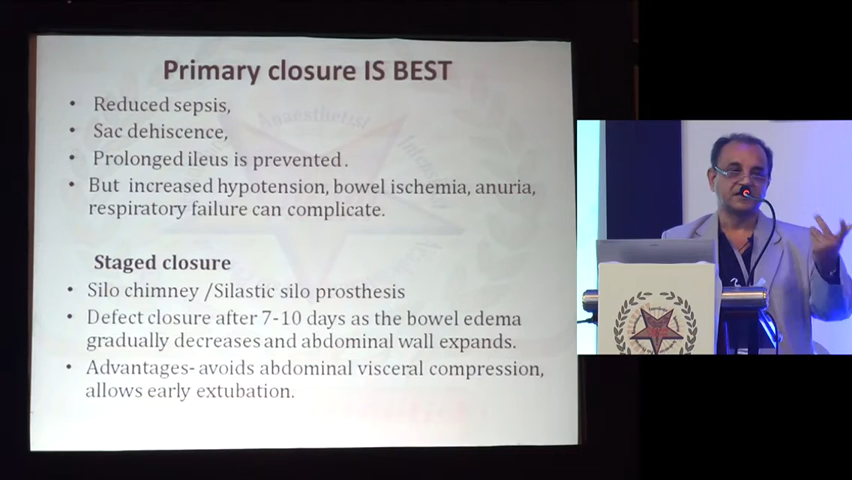 Primary closure IS BEST
• Reduced sepsis,
• Sac dehiscence,
• Prolonged ileus is prevented.
• But increased hypotension, bowel ischemia, anuria,
respiratory failure can complicate.
Staged closure
• Silo chimney /Silastic silo prosthesis
• Defect closure after 7-10 days as the bowel edema
gradually decreases and abdominal wall expands.
• Advantages- avoids abdominal visceral compression,
allows early extubation.
Anaesthetist